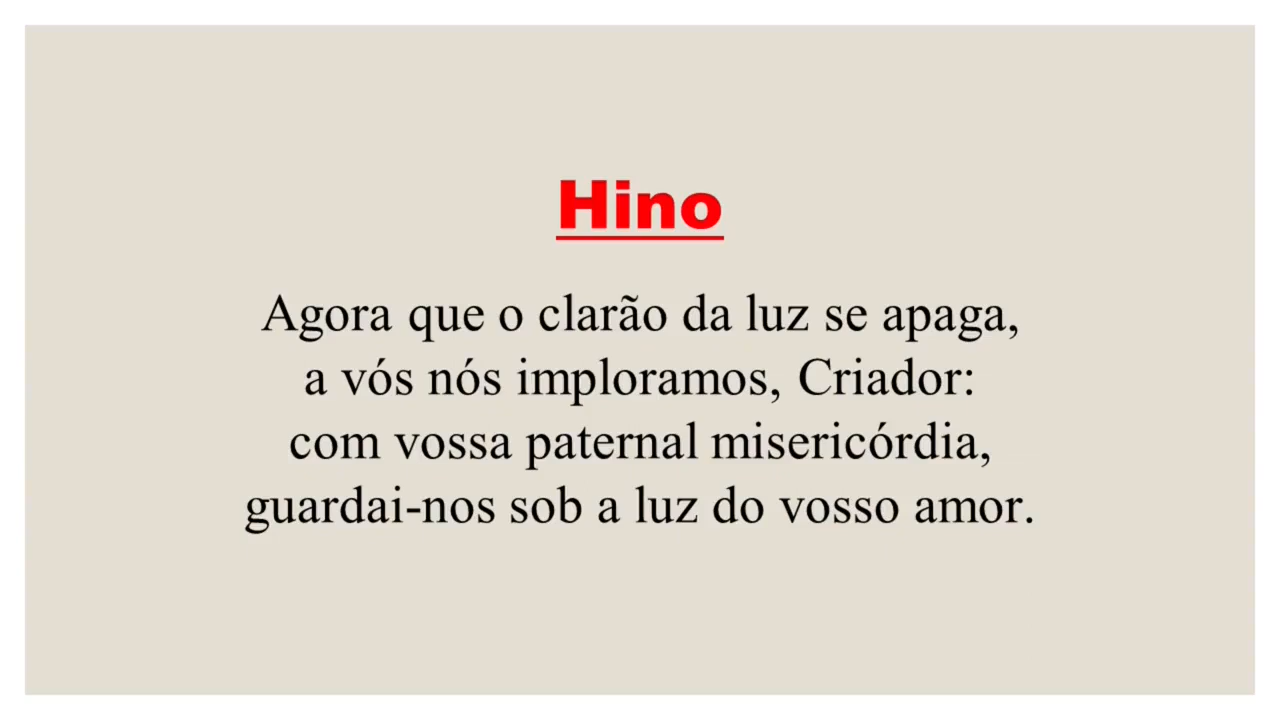 Hino
Agora que o clarão da luz se apaga,
a vós nós imploramos, Criador:
com vossa paternal misericórdia,
guardai-nos sob a luz do vosso amor.